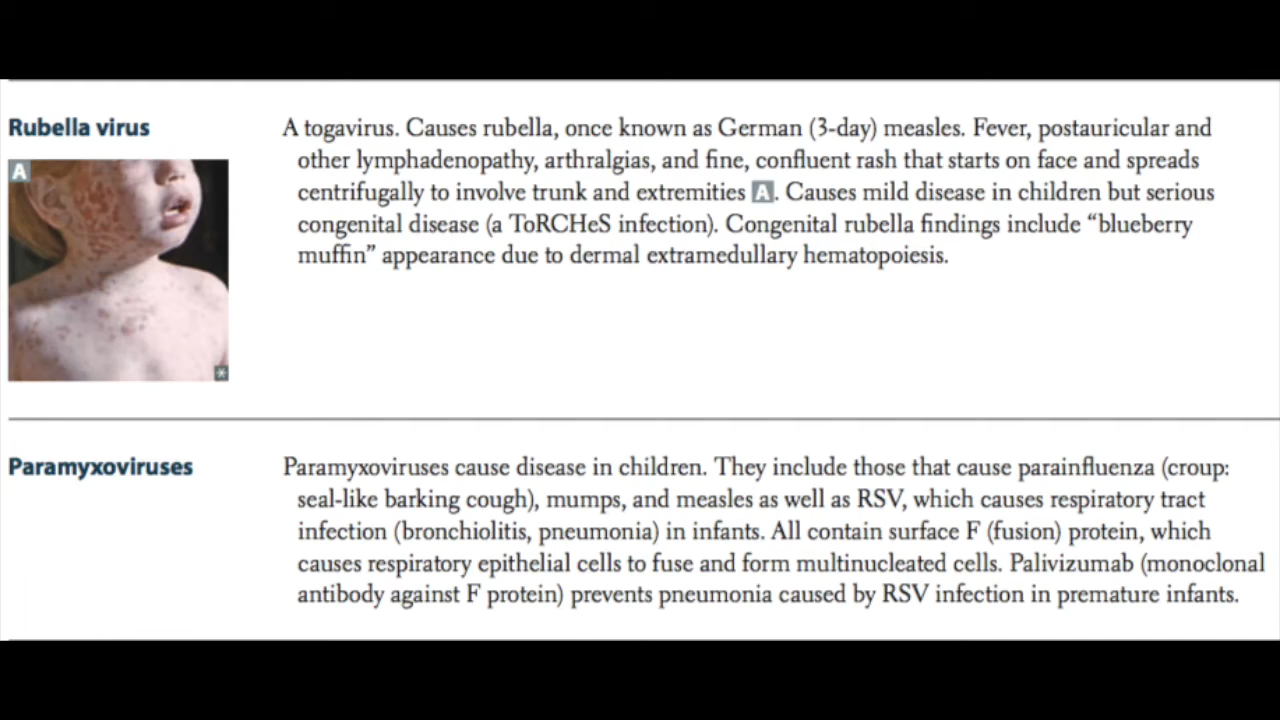 Rubella virus
A
A togavirus. Causes rubella, once known as German (3-day) measles. Fever, postauricular and
other lymphadenopathy, arthralgias, and fine, confluent rash that starts on face and spreads
centrifugally to involve trunk and extremities A. Causes mild disease in children but serious
congenital disease (a ToRCHeS infection). Congenital rubella findings include “blueberry
muffin” appearance due to dermal extramedullary hematopoiesis.
Paramyxoviruses
Paramyxoviruses cause disease in children. They include those that cause parainfluenza (croup:
seal-like barking cough), mumps, and measles as well as RSV, which causes respiratory tract
infection (bronchiolitis, pneumonia) in infants. All contain surface F (fusion) protein, which
causes respiratory epithelial cells to fuse and form multinucleated cells. Palivizumab (monoclonal
antibody against F protein) prevents pneumonia caused by RSV infection in premature infants.